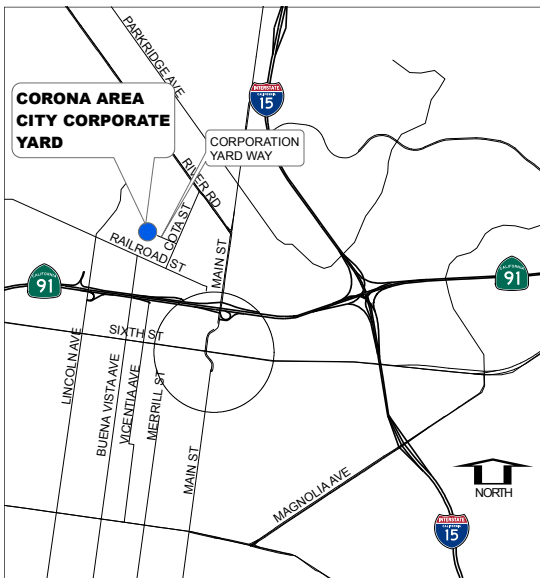 PARKRIDGE AVE
INTERSTATE
CALIFORNIA
15
CORONA AREA
CITY CORPORATE
YARD
CORPORATION
YARD WAY
RIVER RD
COTA ST
RAILROAD ST
MAIN ST
CALIFORNIA
91
CALIFORNIA
91
SIXTH ST
LINCOLN AVE
BUENA VISTA AVE
VICENTIA AVE
MERRILL ST
MAIN ST
MAGNOLIA AVE
NORTH
INTERSTATE
CALIFORNIA
15